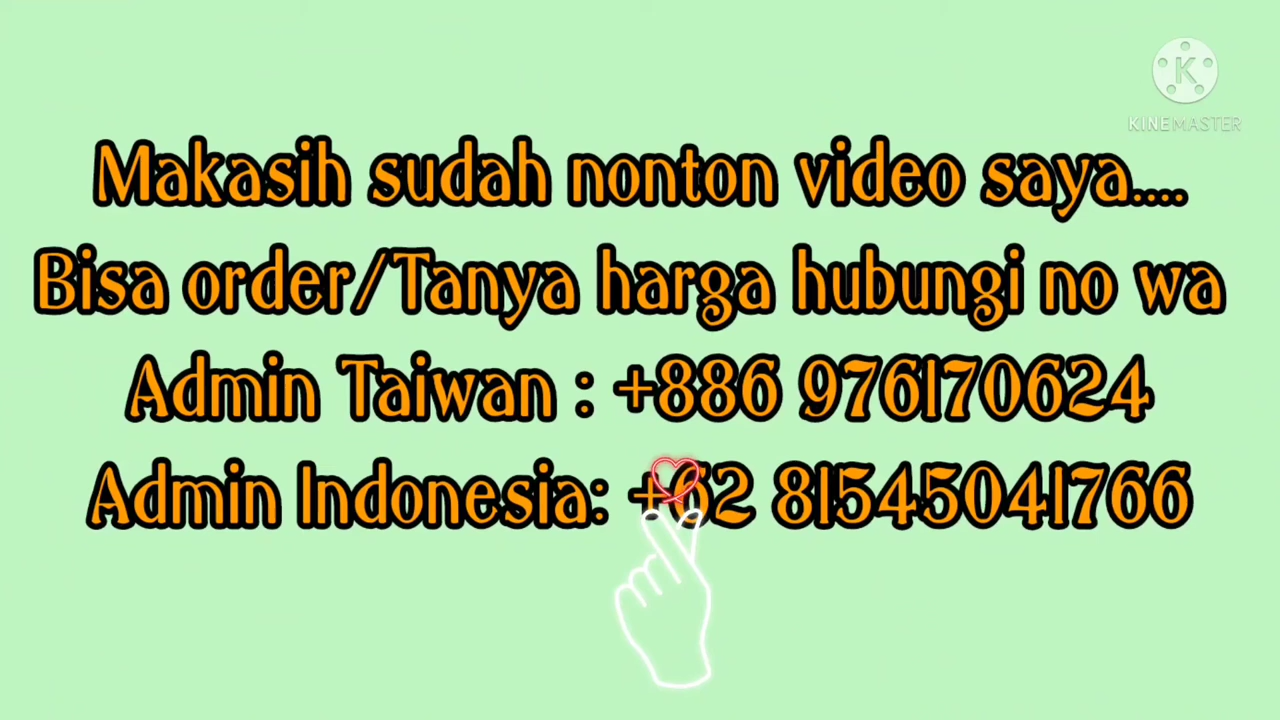 KINEMASTER
Makasih sudah nonton video saya....
Bisa order/Tanya harga hubungi no wa
Admin Taiwan : +886 976170624
Admin Indonesia: +62 81545041766